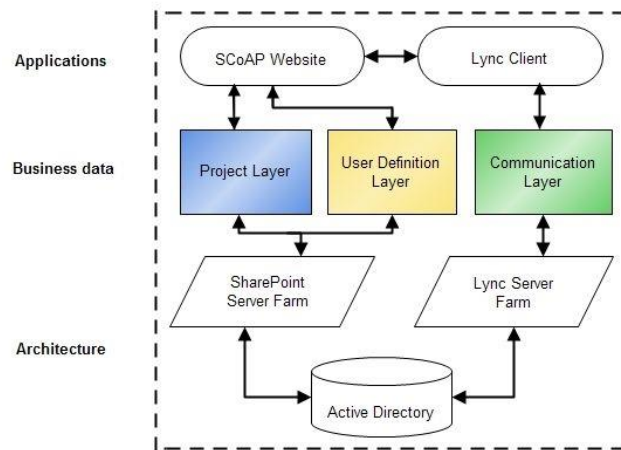 Applications
SCoAP Website
Lync Client
Business data
Project Layer
User Definition
Layer
Communication
Layer
SharePoint
Server Farm
Lync Server
Farm
Architecture
Active Directory